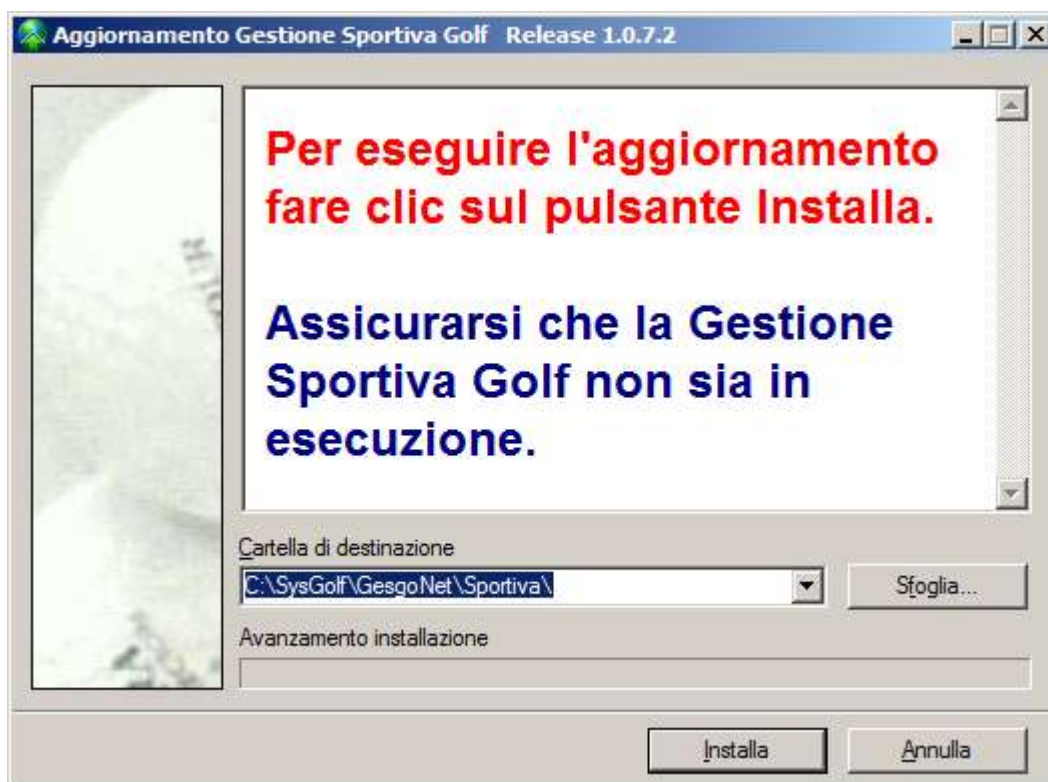 Aggiornamento Gestione Sportiva Golf Release 1.0.7.2
Per eseguire l'aggiornamento
fare clic sul pulsante Installa.
Assicurarsi che la Gestione
Sportiva Golf non sia in
esecuzione.
Cartella di destinazione
C:\SysGolf\GesgoNet\Sportiva\
Sfoglia...
Avanzamento installazione
Installa
Annulla